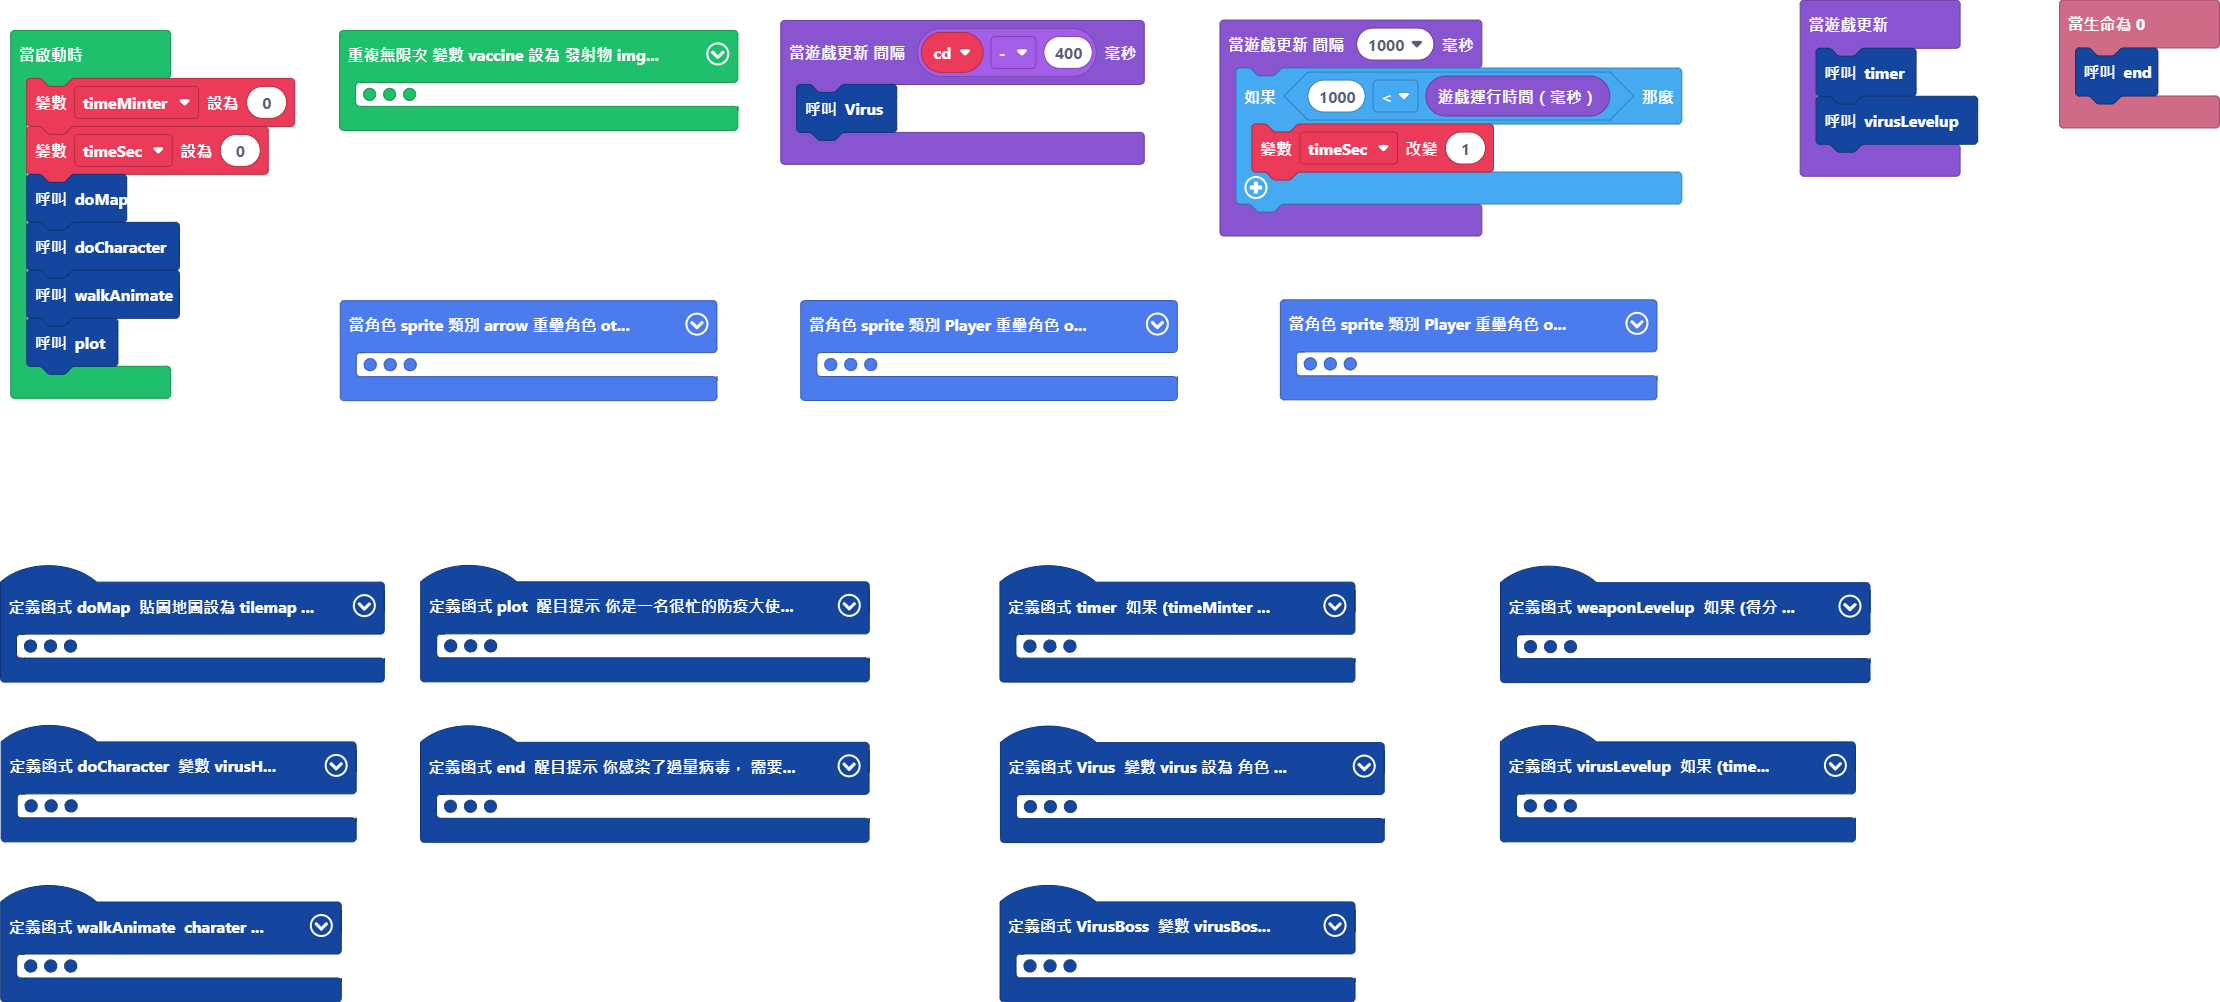 當啟動時
變數 timeMinter 設為 0
變數 timeSec 設為 0
呼叫 doMap
呼叫 doCharacter
呼叫 walkAnimate
呼叫 plot
重複無限次 變數 vaccine 設為 發射物 img...
當遊戲更新 間隔 cd - 400 毫秒
呼叫 Virus
當遊戲更新 間隔 1000 毫秒
如果 1000 < 遊戲運行時間（毫秒） 那麼
變數 timeSec 改變 1
當遊戲更新
呼叫 timer
呼叫 virusLevelup
當生命為 0
呼叫 end
當角色 sprite 類別 arrow 重疊角色 ot...
當角色 sprite 類別 Player 重疊角色 o...
當角色 sprite 類別 Player 重疊角色 o...
定義函式 doMap 貼圖地圖設為 tilemap ...
定義函式 plot 醒目提示 你是一名很忙的防疫大使...
定義函式 timer 如果 (timeMinter ...
定義函式 weaponLevelup 如果 (得分 ...
定義函式 doCharacter 變數 virusH...
定義函式 end 醒目提示 你感染了過量病毒， 需要...
定義函式 Virus 變數 virus 設為 角色 ...
定義函式 virusLevelup 如果 (time...
定義函式 walkAnimate charater ...
定義函式 VirusBoss 變數 virusBos...